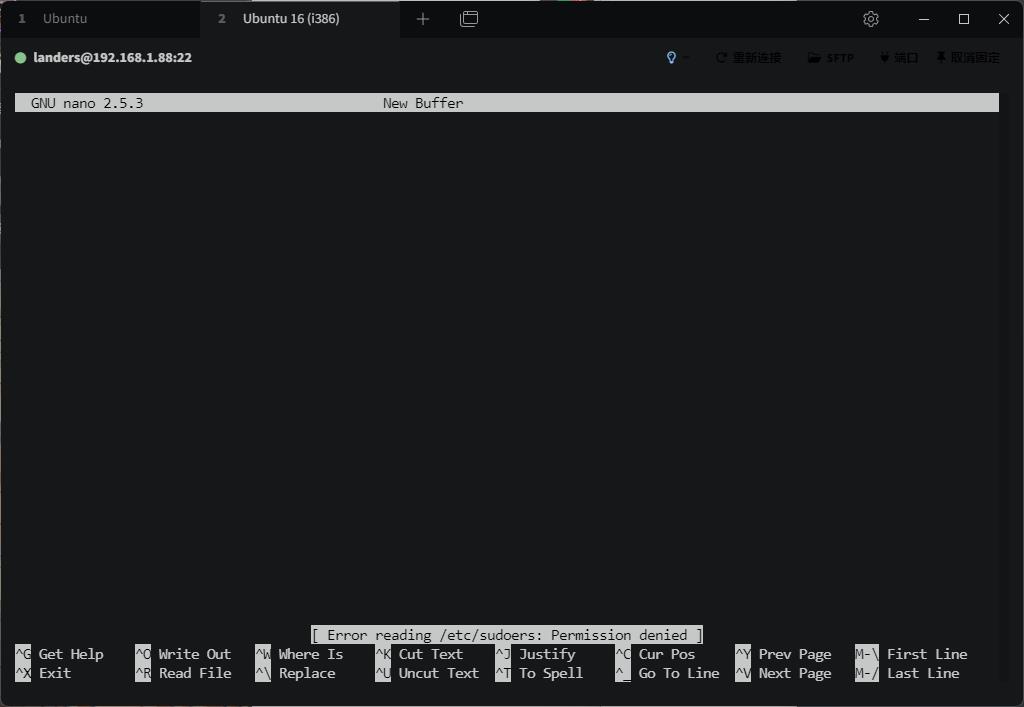 1 Ubuntu 2 Ubuntu 16 (i386)
landers@192.168.1.88:22 重新连接 SFTP 端口 取消固定
GNU nano 2.5.3 New Buffer
[ Error reading /etc/sudoers: Permission denied ]
^G Get Help ^O Write Out ^W Where Is ^K Cut Text ^J Justify ^C Cur Pos ^Y Prev Page M-\ First Line
^X Exit ^R Read File ^\ Replace ^U Uncut Text ^T To Spell ^_ Go To Line ^V Next Page M-/ Last Line